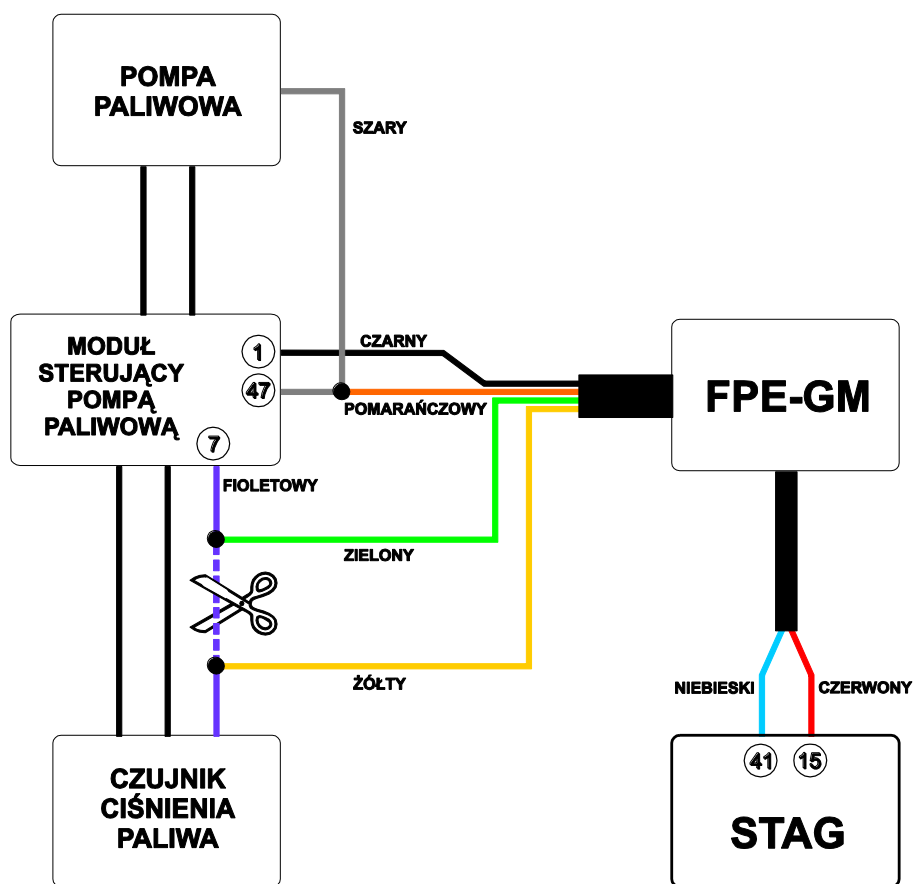 POMPA
PALIWOWA
SZARY
MODUŁ
STERUJĄCY
POMPĄ
PALIWOWĄ
1
47
7
CZARNY
POMARAŃCZOWY
FPE-GM
FIOLETOWY
ZIELONY
ŻÓŁTY
NIEBIESKI
CZERWONY
CZUJNIK
CIŚNIENIA
PALIWA
41
15
STAG